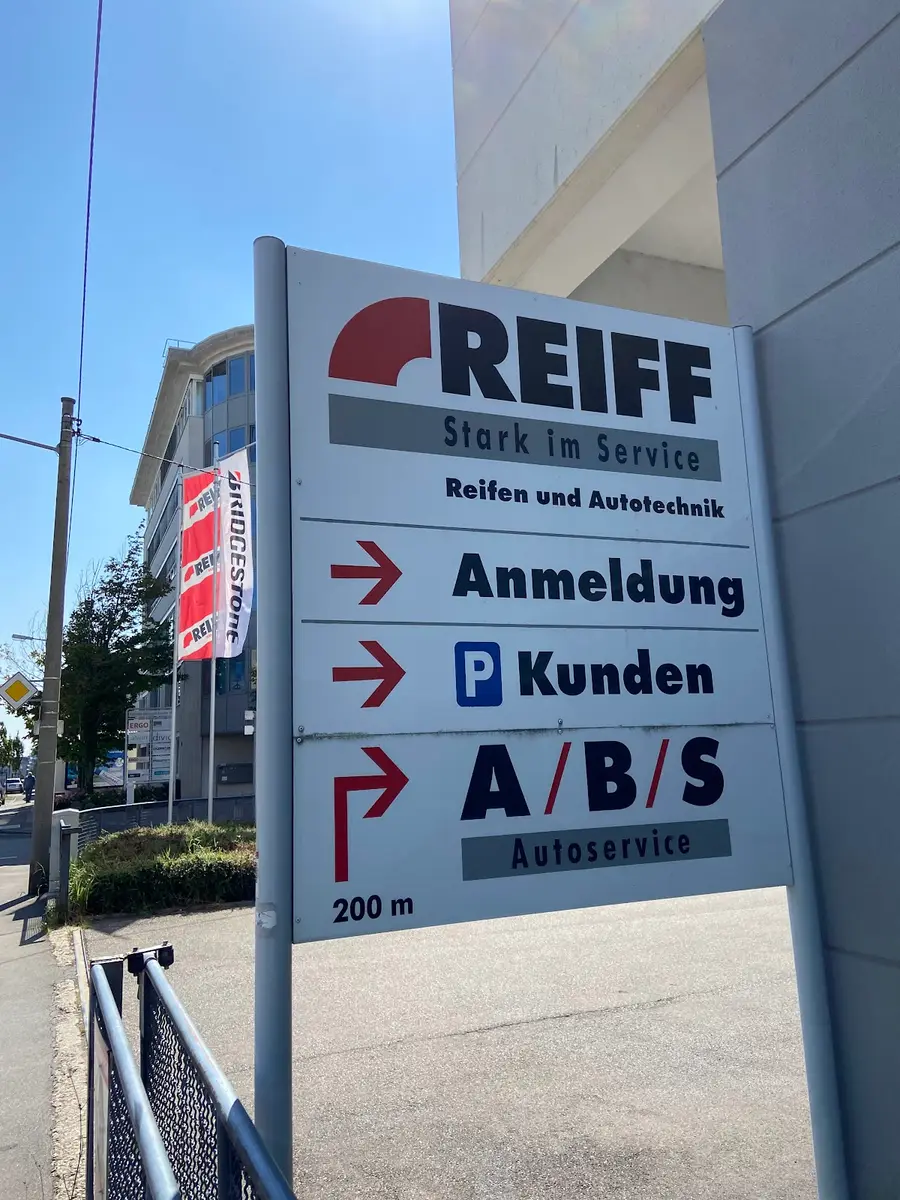 REIFF
Stark im Service
Reifen und Autotechnik
Anmeldung
P Kunden
A/B/S
Autoservice
200 m
REIFF
REIFF
REIFF
BRIDGESTONE
ERGO